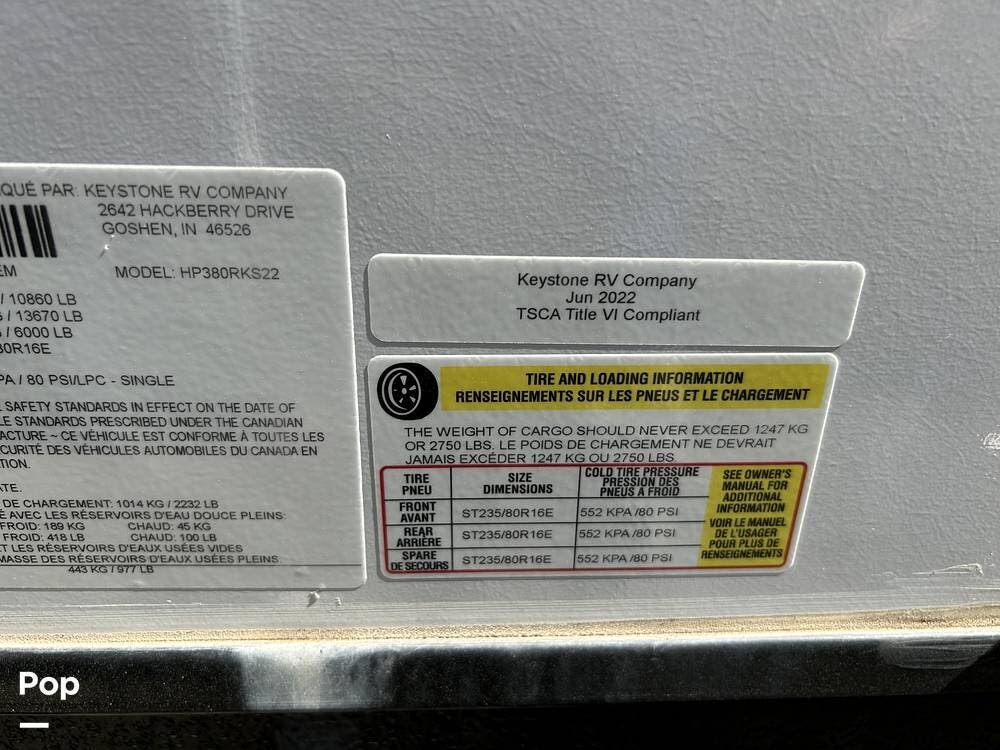 QUÉ PAR: KEYSTONE RV COMPANY
2642 HACKBERRY DRIVE
GOSHEN, IN 46526
MODEL: HP380RKS22
/ 10860 LB
/ 13670 LB
/ 6000 LB
80R16E
PA / 80 PSI/LPC - SINGLE
SAFETY STANDARDS IN EFFECT ON THE DATE OF
LE STANDARDS PRESCRIBED UNDER THE CANADIAN
FACTURE ~ CE VÉHICULE EST CONFORME À TOUTES LES
CURITÉ DES VÉHICULES AUTOMOBILES DU CANADA EN
TION.
ATE.
DE CHARGEMENT: 1014 KG / 2232 LB
É AVEC LES RÉSERVOIRS D'EAU DOUCE PLEINS:
FROID: 189 KG CHAUD: 45 KG
FROID: 418 LB CHAUD: 100 LB
ET LES RÉSERVOIRS D'EAUX USÉES VIDES
MASSE DES RÉSERVOIRS D'EAUX USÉES PLEINS:
443 KG / 977 LB
Keystone RV Company
Jun 2022
TSCA Title VI Compliant
TIRE AND LOADING INFORMATION
RENSEIGNEMENTS SUR LES PNEUS ET LE CHARGEMENT
THE WEIGHT OF CARGO SHOULD NEVER EXCEED 1247 KG
OR 2750 LBS. LE POIDS DE CHARGEMENT NE DEVRAIT
JAMAIS EXCÉDER 1247 KG OU 2750 LBS.
TIRE
PNEU
SIZE
DIMENSIONS
COLD TIRE PRESSURE
PRESSION DES
PNEUS A FROID
FRONT
AVANT
ST235/80R16E
552 KPA /80 PSI
REAR
ARRIÈRE
ST235/80R16E
552 KPA /80 PSI
SPARE
DE SECOURS
ST235/80R16E
552 KPA /80 PSI
SEE OWNER'S
MANUAL FOR
ADDITIONAL
INFORMATION
VOIR LE MANUEL
DE L'USAGER
POUR PLUS DE
RENSEIGNEMENTS
Pop